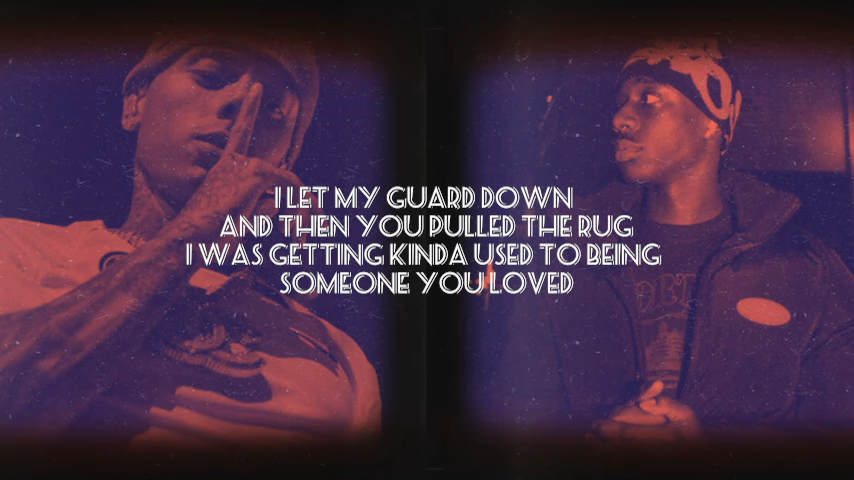 I LET MY GUARD DOWN
AND THEN YOU PULLED THE RUG
I WAS GETTING KINDA USED TO BEING
SOMEONE YOU LOVED